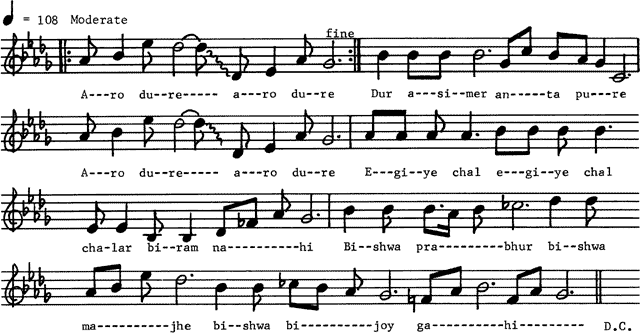 ♩ = 108 Moderate
fine
A---ro du--re----- a---ro du--re Dur a---si--mer an-----ta pu---re
A---ro du--re----- a---ro du--re E---gi--ye chal e---gi--ye chal
cha-lar bi--ram na----------hi Bi--shwa pra----------bhur bi--shwa
ma----------jhe bi--shwa bi----------joy ga----------hi-------- D.C.